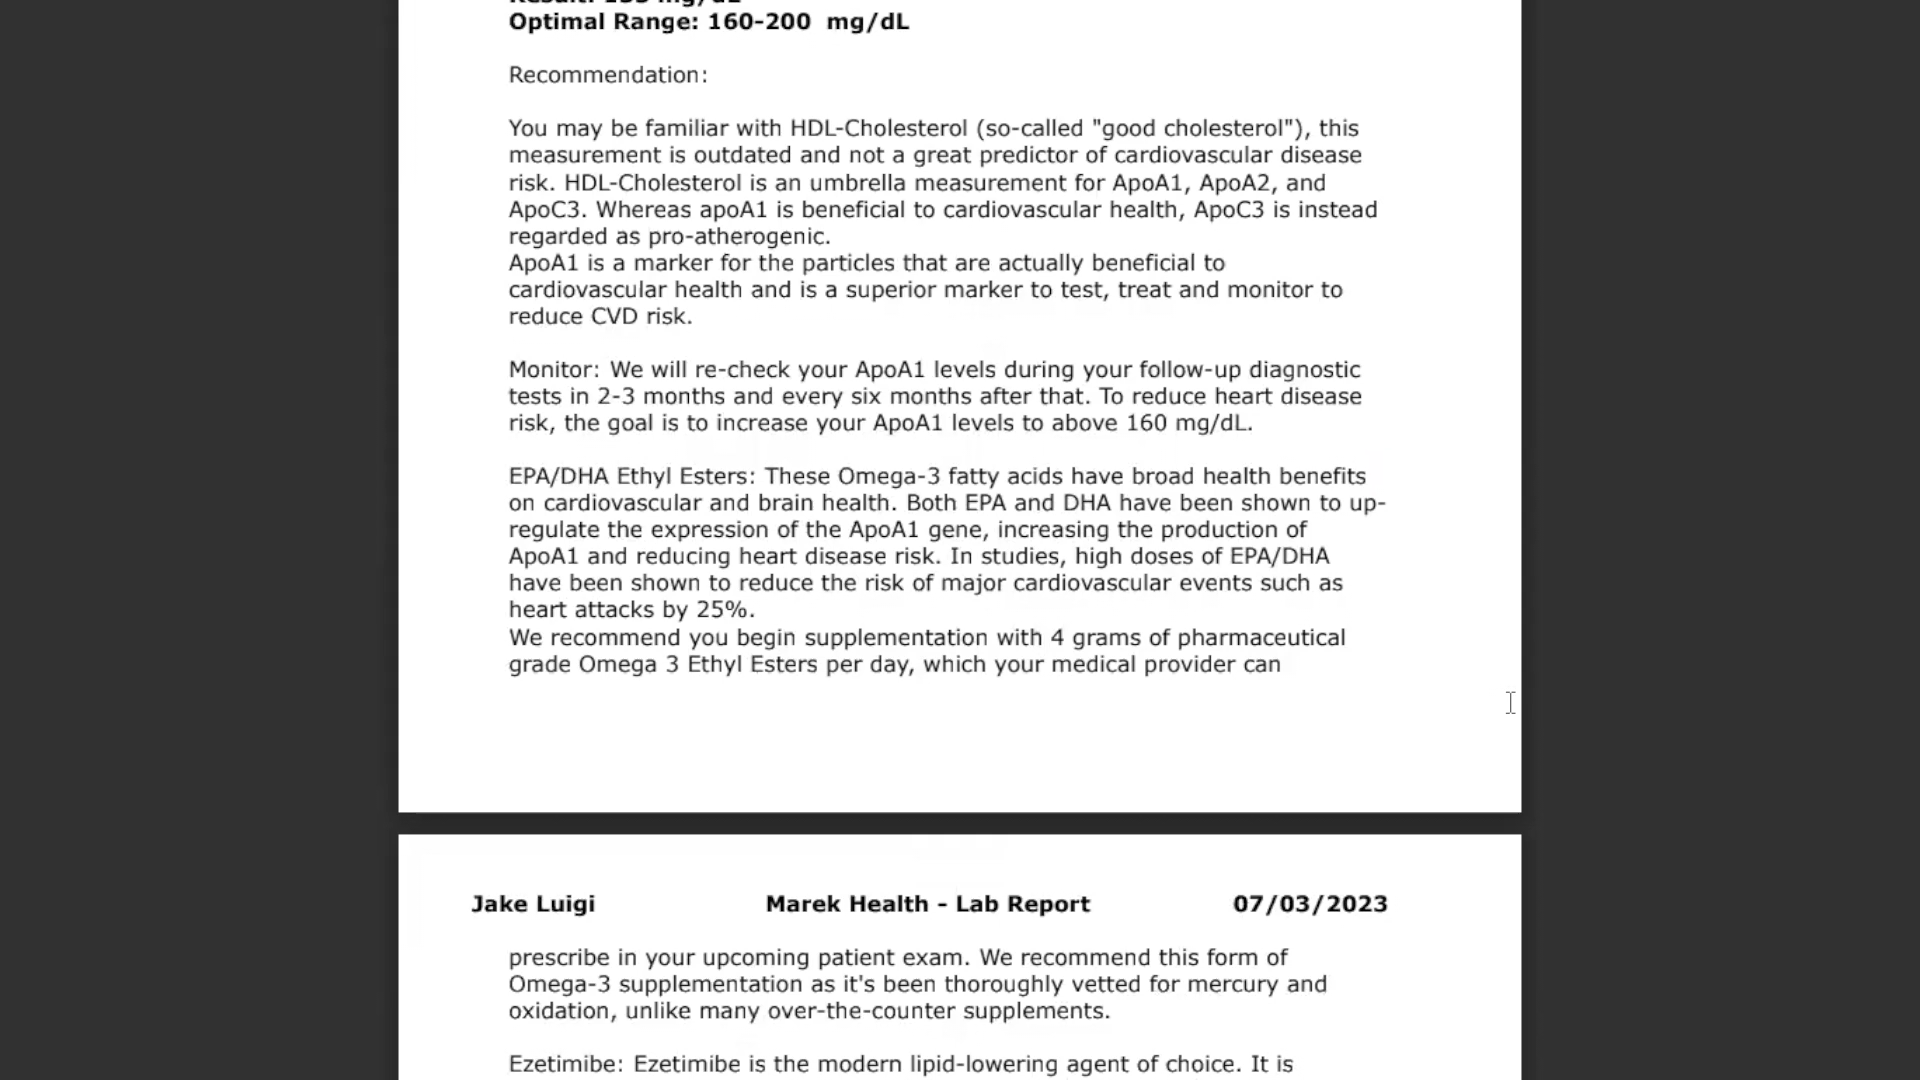 Optimal Range: 160-200 mg/dL
Recommendation:
You may be familiar with HDL-Cholesterol (so-called "good cholesterol"), this
measurement is outdated and not a great predictor of cardiovascular disease
risk. HDL-Cholesterol is an umbrella measurement for ApoA1, ApoA2, and
ApoC3. Whereas apoA1 is beneficial to cardiovascular health, ApoC3 is instead
regarded as pro-atherogenic.
ApoA1 is a marker for the particles that are actually beneficial to
cardiovascular health and is a superior marker to test, treat and monitor to
reduce CVD risk.
Monitor: We will re-check your ApoA1 levels during your follow-up diagnostic
tests in 2-3 months and every six months after that. To reduce heart disease
risk, the goal is to increase your ApoA1 levels to above 160 mg/dL.
EPA/DHA Ethyl Esters: These Omega-3 fatty acids have broad health benefits
on cardiovascular and brain health. Both EPA and DHA have been shown to up-
regulate the expression of the ApoA1 gene, increasing the production of
ApoA1 and reducing heart disease risk. In studies, high doses of EPA/DHA
have been shown to reduce the risk of major cardiovascular events such as
heart attacks by 25%.
We recommend you begin supplementation with 4 grams of pharmaceutical
grade Omega 3 Ethyl Esters per day, which your medical provider can
Jake Luigi Marek Health - Lab Report 07/03/2023
prescribe in your upcoming patient exam. We recommend this form of
Omega-3 supplementation as it's been thoroughly vetted for mercury and
oxidation, unlike many over-the-counter supplements.
Ezetimibe: Ezetimibe is the modern lipid-lowering agent of choice. It is